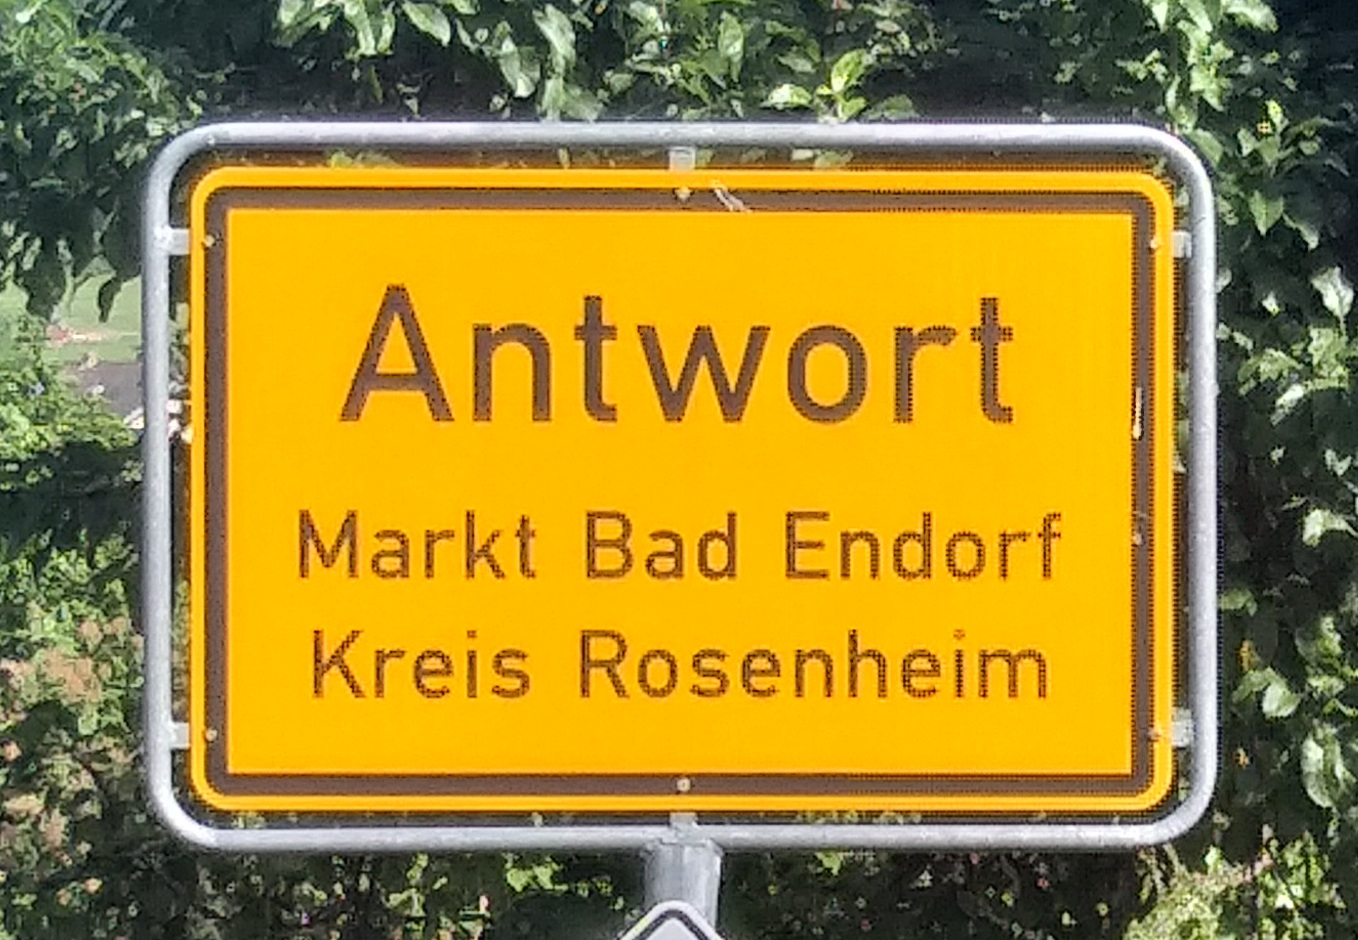 Antwort
Markt Bad Endorf
Kreis Rosenheim